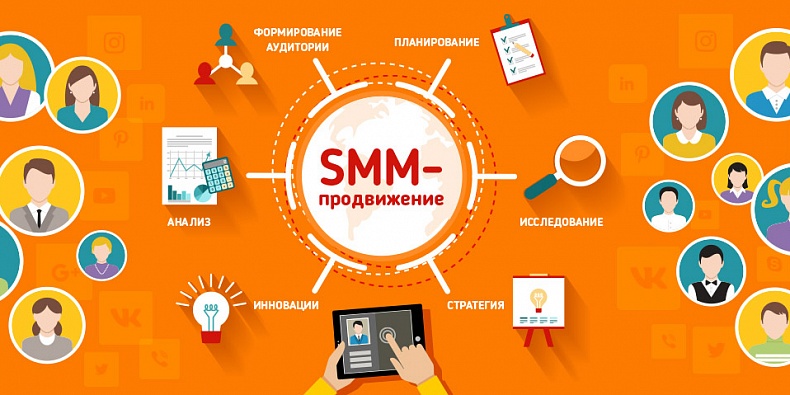 ФОРМИРОВАНИЕ
АУДИТОРИИ
ПЛАНИРОВАНИЕ
SMM-
продвижение
АНАЛИЗ
ИССЛЕДОВАНИЕ
ИННОВАЦИИ
СТРАТЕГИЯ